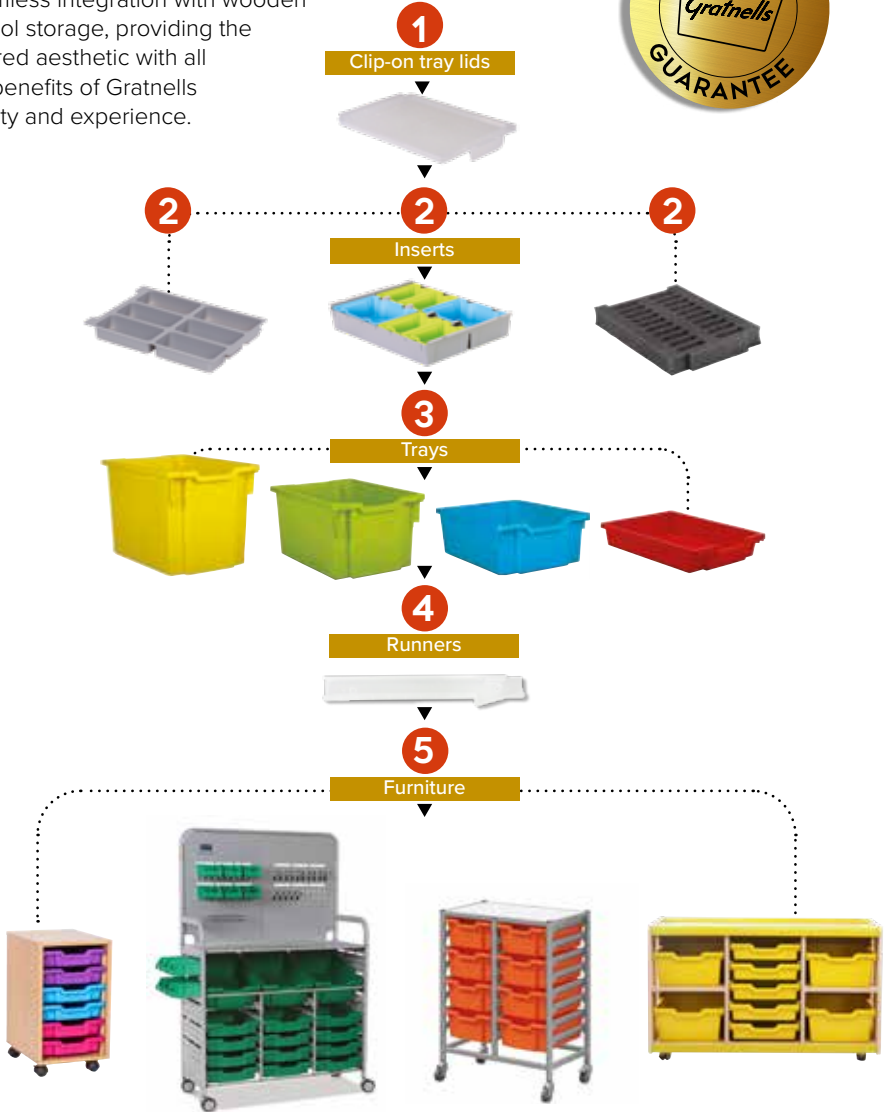 mless integration with wooden
ol storage, providing the
red aesthetic with all
benefits of Gratnells
ty and experience.
Gratnells
GUARANTEE
1
Clip-on tray lids
2
2
2
Inserts
3
Trays
4
Runners
5
Furniture